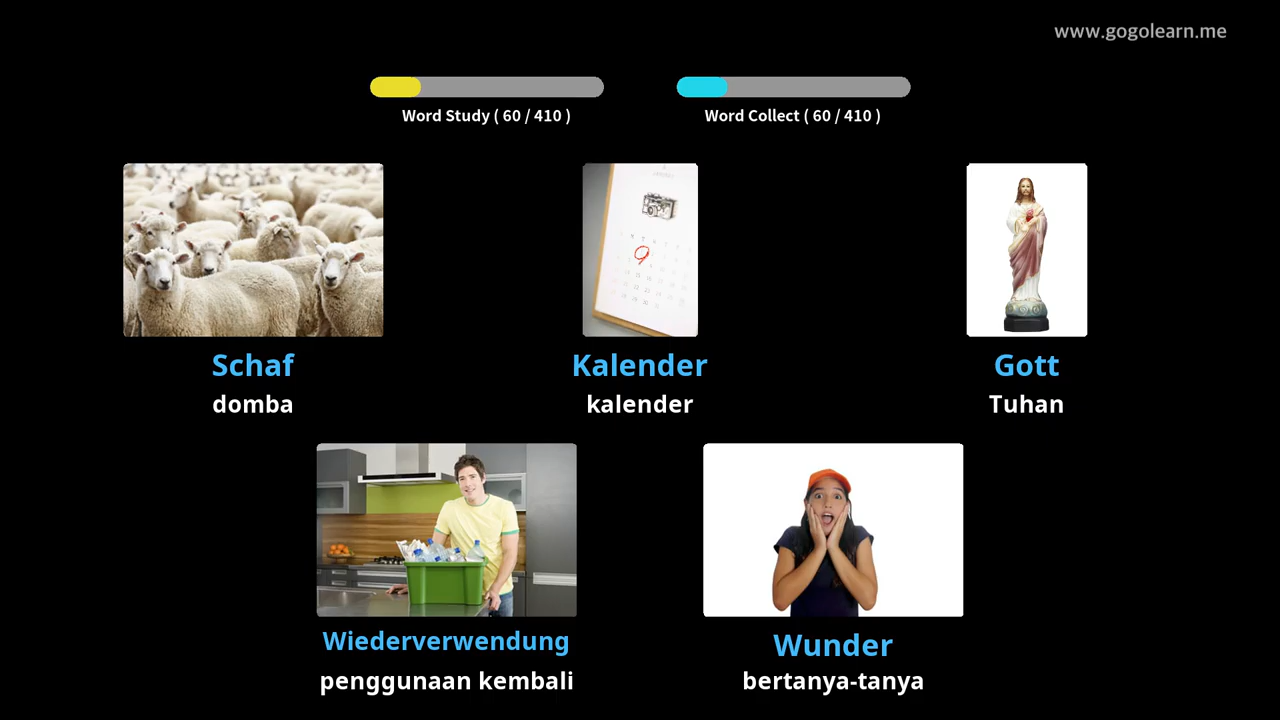 www.gogolearn.me
Word Study ( 60 / 410 )
Word Collect ( 60 / 410 )
Schaf
domba
Kalender
kalender
Gott
Tuhan
Wiederverwendung
penggunaan kembali
Wunder
bertanya-tanya